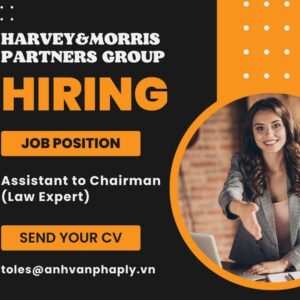 HARVEY&MORRIS
PARTNERS GROUP
HIRING
JOB POSITION
Assistant to Chairman
(Law Expert)
SEND YOUR CV
toles@anhvanphaply.vn